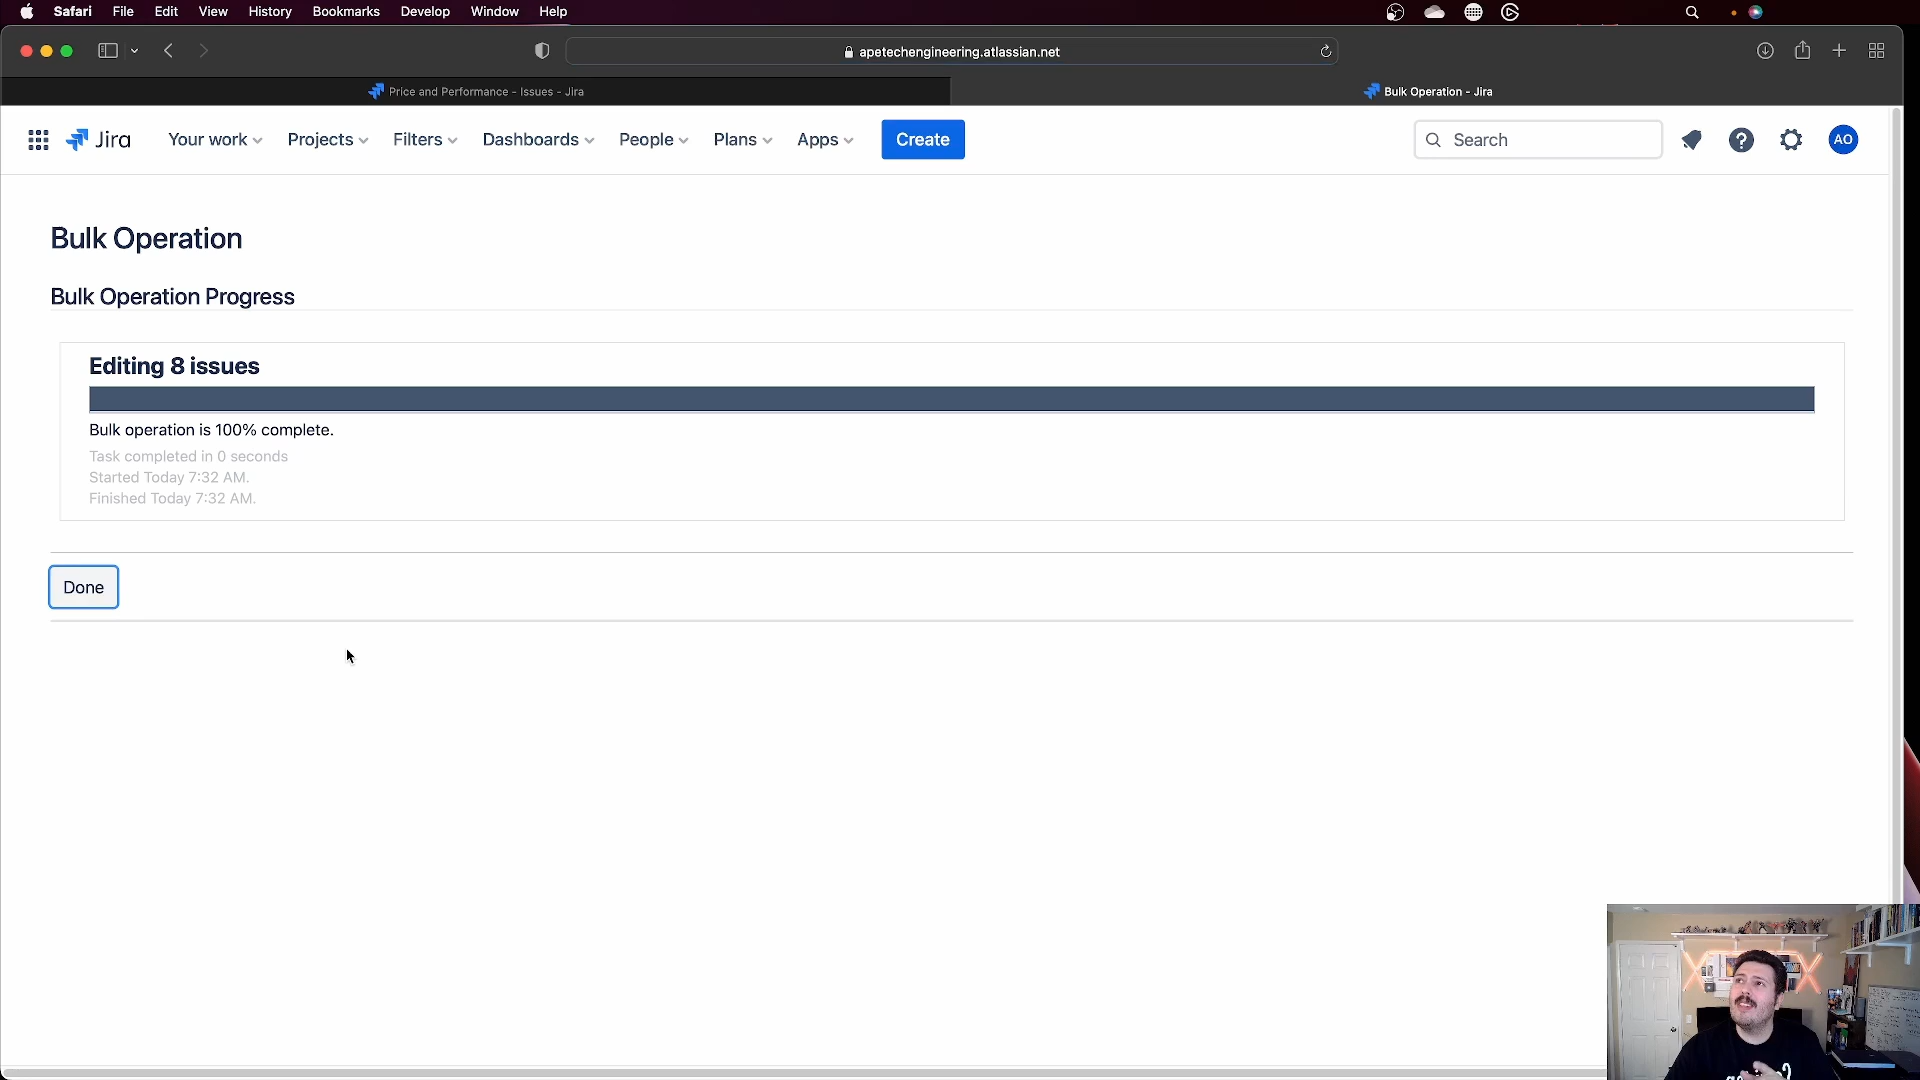 Safari File Edit View History Bookmarks Develop Window Help
apetechengineering.atlassian.net
Price and Performance - Issues - Jira
Bulk Operation - Jira
Jira Your work Projects Filters Dashboards People Plans Apps Create Search AO
Bulk Operation
Bulk Operation Progress
Editing 8 issues
Bulk operation is 100% complete.
Task completed in 0 seconds
Started Today 7:32 AM.
Finished Today 7:32 AM.
Done